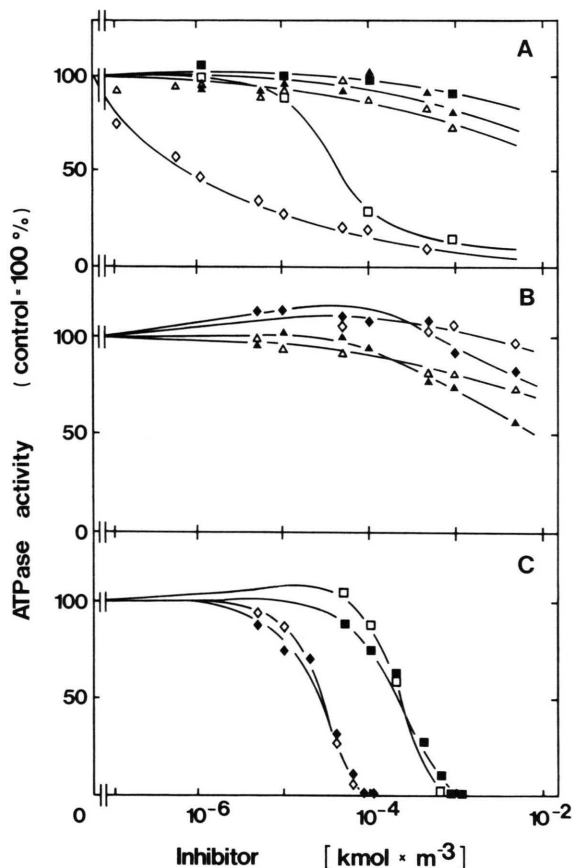 A
100
50
0
B
100
50
0
C
100
50
0
10⁻⁶
10⁻⁴
10⁻²
ATPase activity ( control = 100 % )
Inhibitor [ kmol × m⁻³ ]